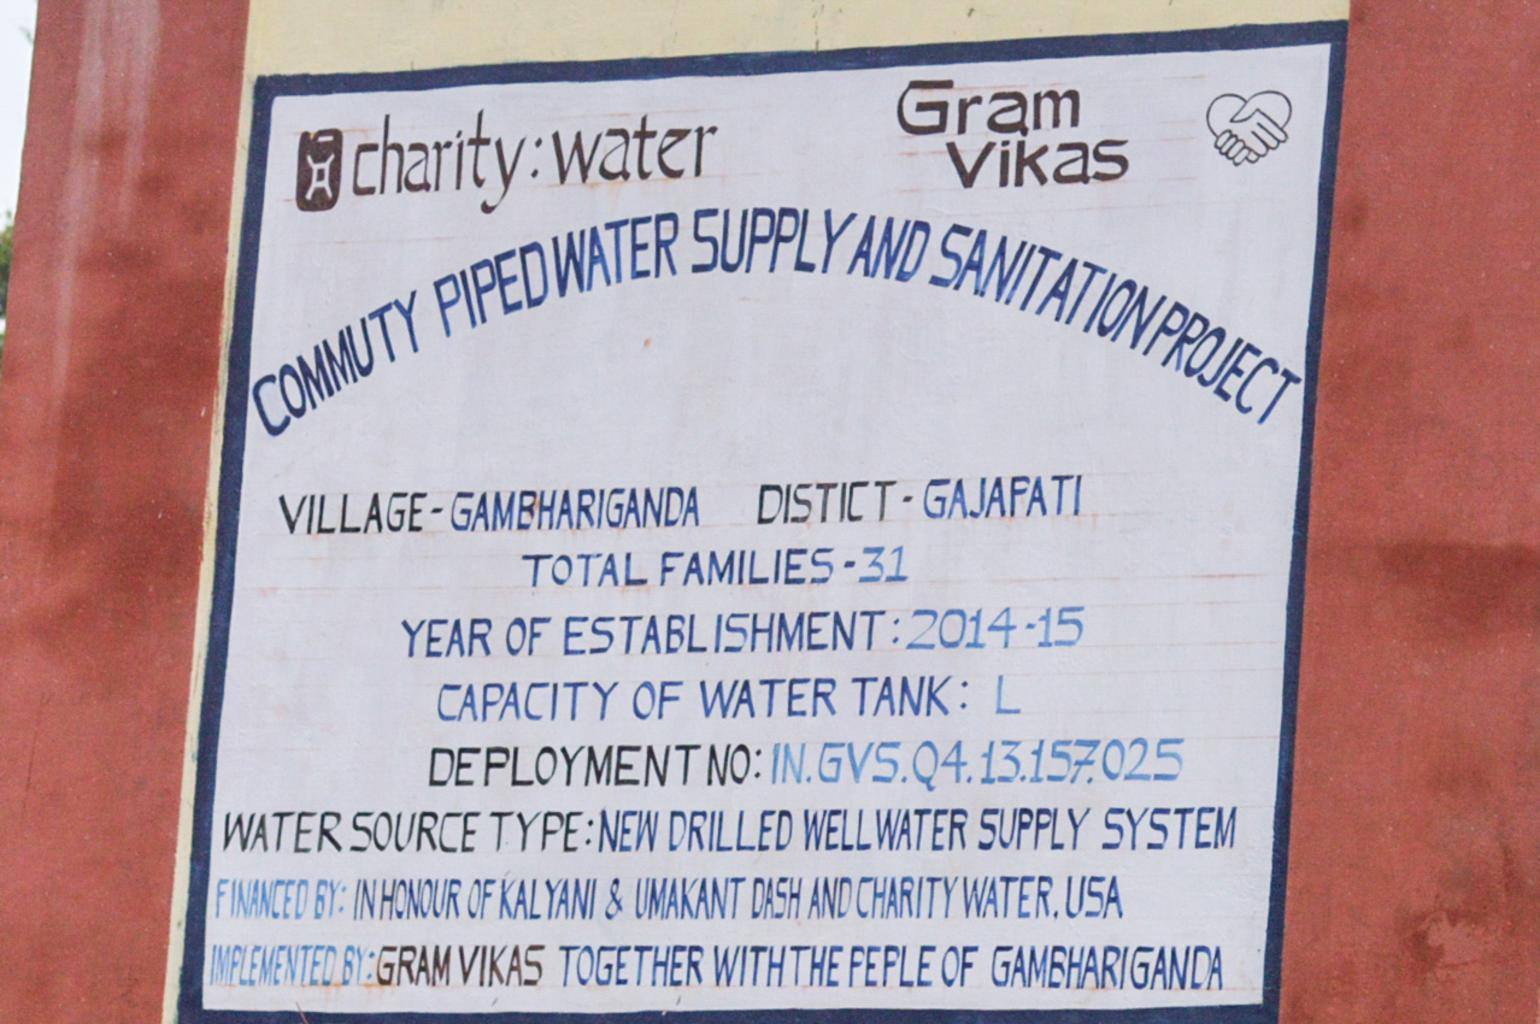 charity: water
Gram
Vikas
COMMUTY PIPED WATER SUPPLY AND SANITATION PROJECT
VILLAGE - GAMBHARIGANDA DISTICT - GAJAPATI
TOTAL FAMILIES - 31
YEAR OF ESTABLISHMENT: 2014-15
CAPACITY OF WATER TANK: L
DEPLOYMENT NO: IN.GVS.Q4.13.157.025
WATER SOURCE TYPE: NEW DRILLED WELL WATER SUPPLY SYSTEM
FINANCED BY: IN HONOUR OF KALYANI & UMAKANT DASH AND CHARITY WATER. USA
IMPLEMENTED BY: GRAM VIKAS TOGETHER WITH THE PEPLE OF GAMBHARIGANDA